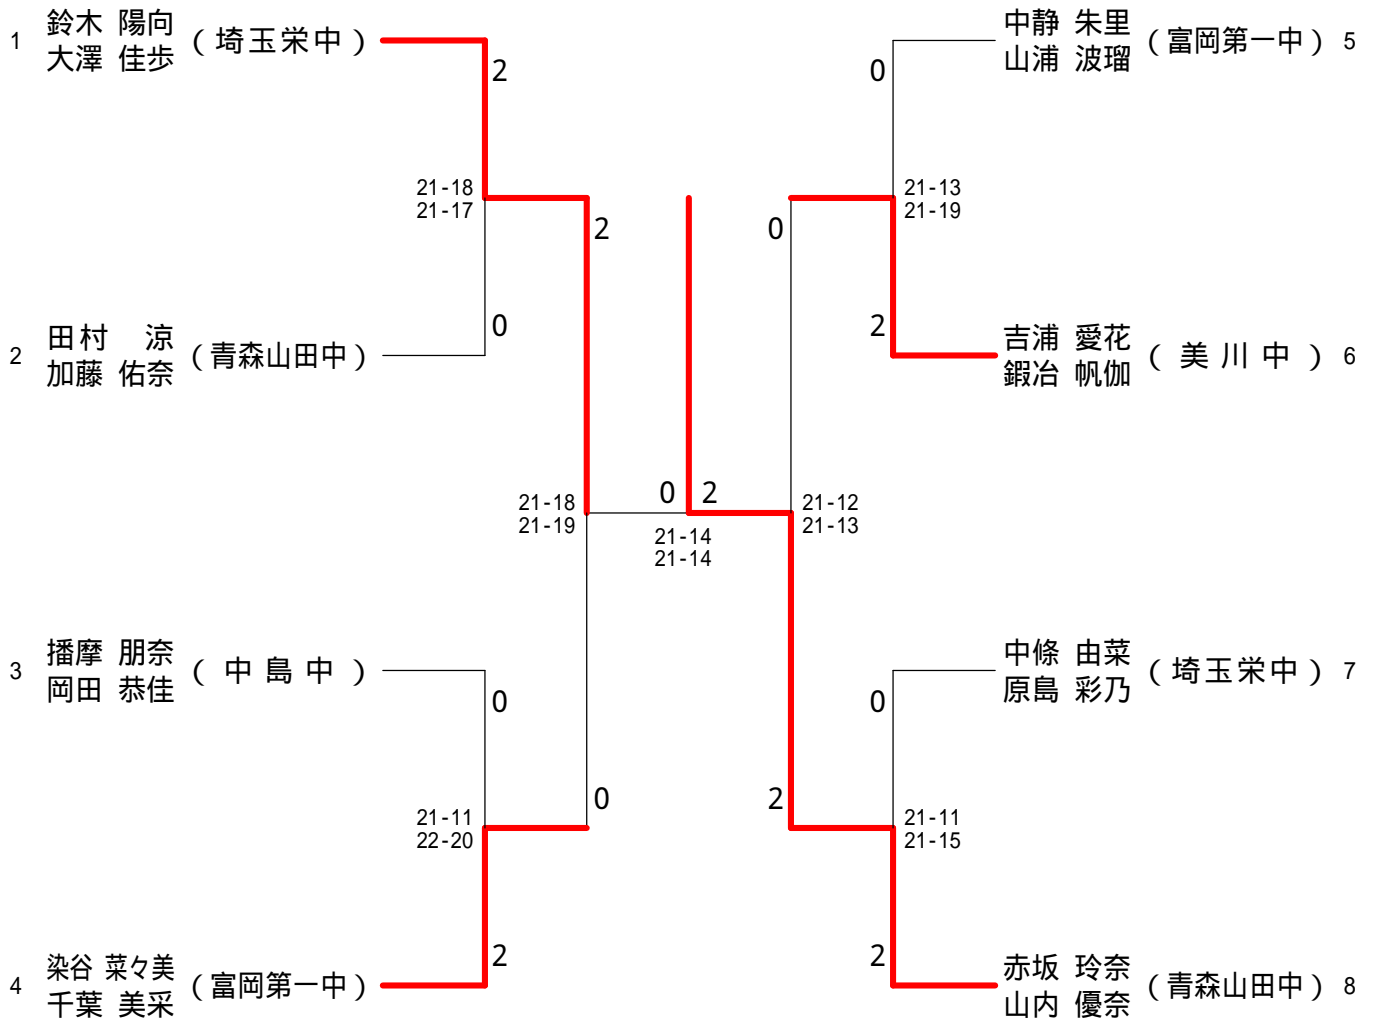 1 鈴木 陽向 (埼玉栄中)
大澤 佳歩
2
21-18
21-17
2
0
2 田村 涼 (青森山田中)
加藤 佑奈
21-18
21-19
3 播摩 朋奈 (中島中)
岡田 恭佳
0
21-11
22-20
0
2
4 染谷 菜々美 (富岡第一中)
千葉 美采
0 2
21-14
21-14
中静 朱里 (富岡第一中) 5
山浦 波瑠
0
21-13
21-19
0
2
吉浦 愛花 (美川中) 6
鍜冶 帆伽
21-12
21-13
中條 由菜 (埼玉栄中) 7
原島 彩乃
0
21-11
21-15
2
2
赤坂 玲奈 (青森山田中) 8
山内 優奈